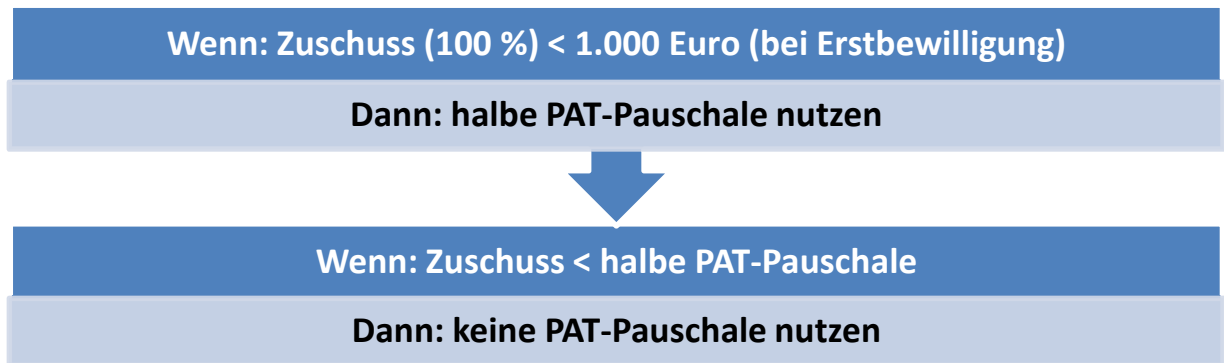 Wenn: Zuschuss (100 %) < 1.000 Euro (bei Erstbewilligung)
Dann: halbe PAT-Pauschale nutzen
Wenn: Zuschuss < halbe PAT-Pauschale
Dann: keine PAT-Pauschale nutzen